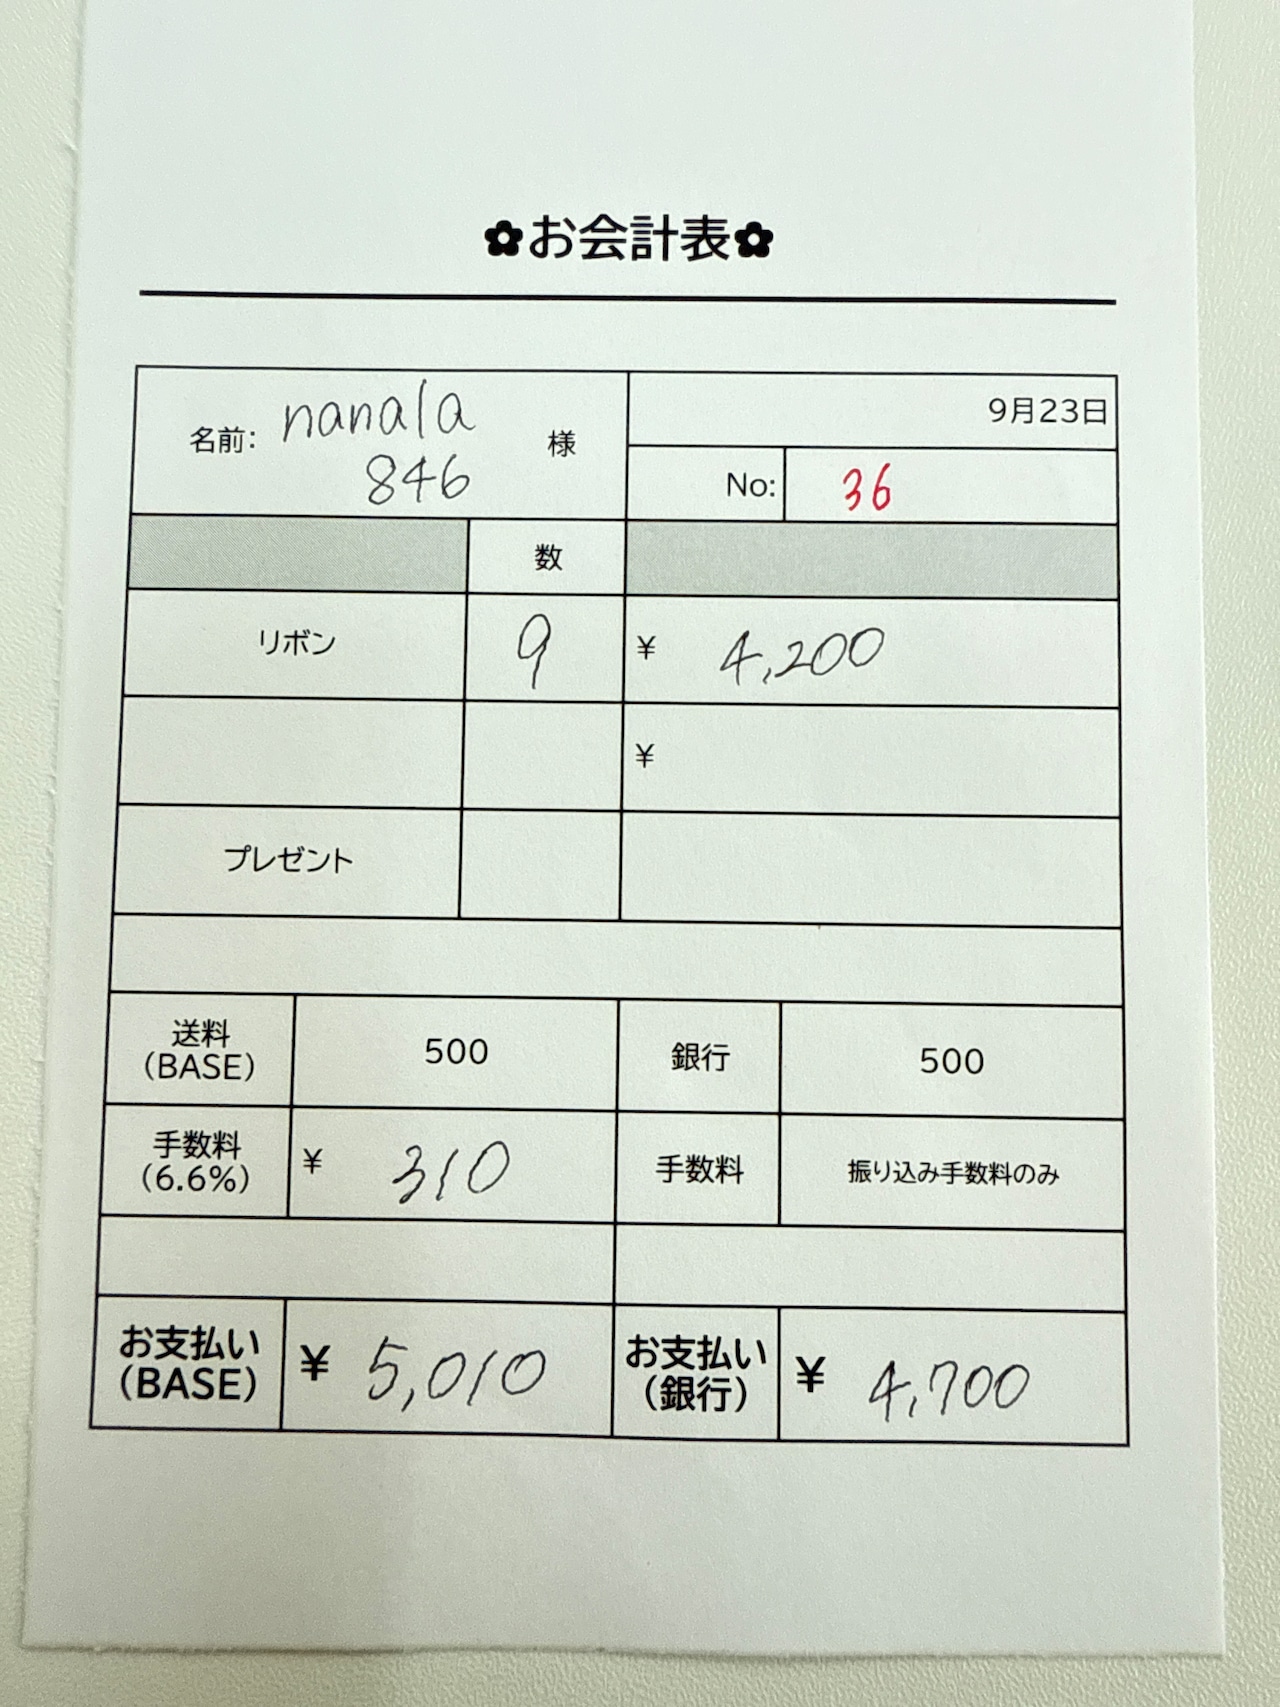 ✿お会計表✿
名前: nanala 様
846
9月23日
No: 36
数
リボン 9 ¥ 4,200
¥
プレゼント
送料 (BASE) 500 銀行 500
手数料 (6.6%) ¥ 310 手数料 振り込み手数料のみ
お支払い (BASE) ¥ 5,010 お支払い (銀行) ¥ 4,700